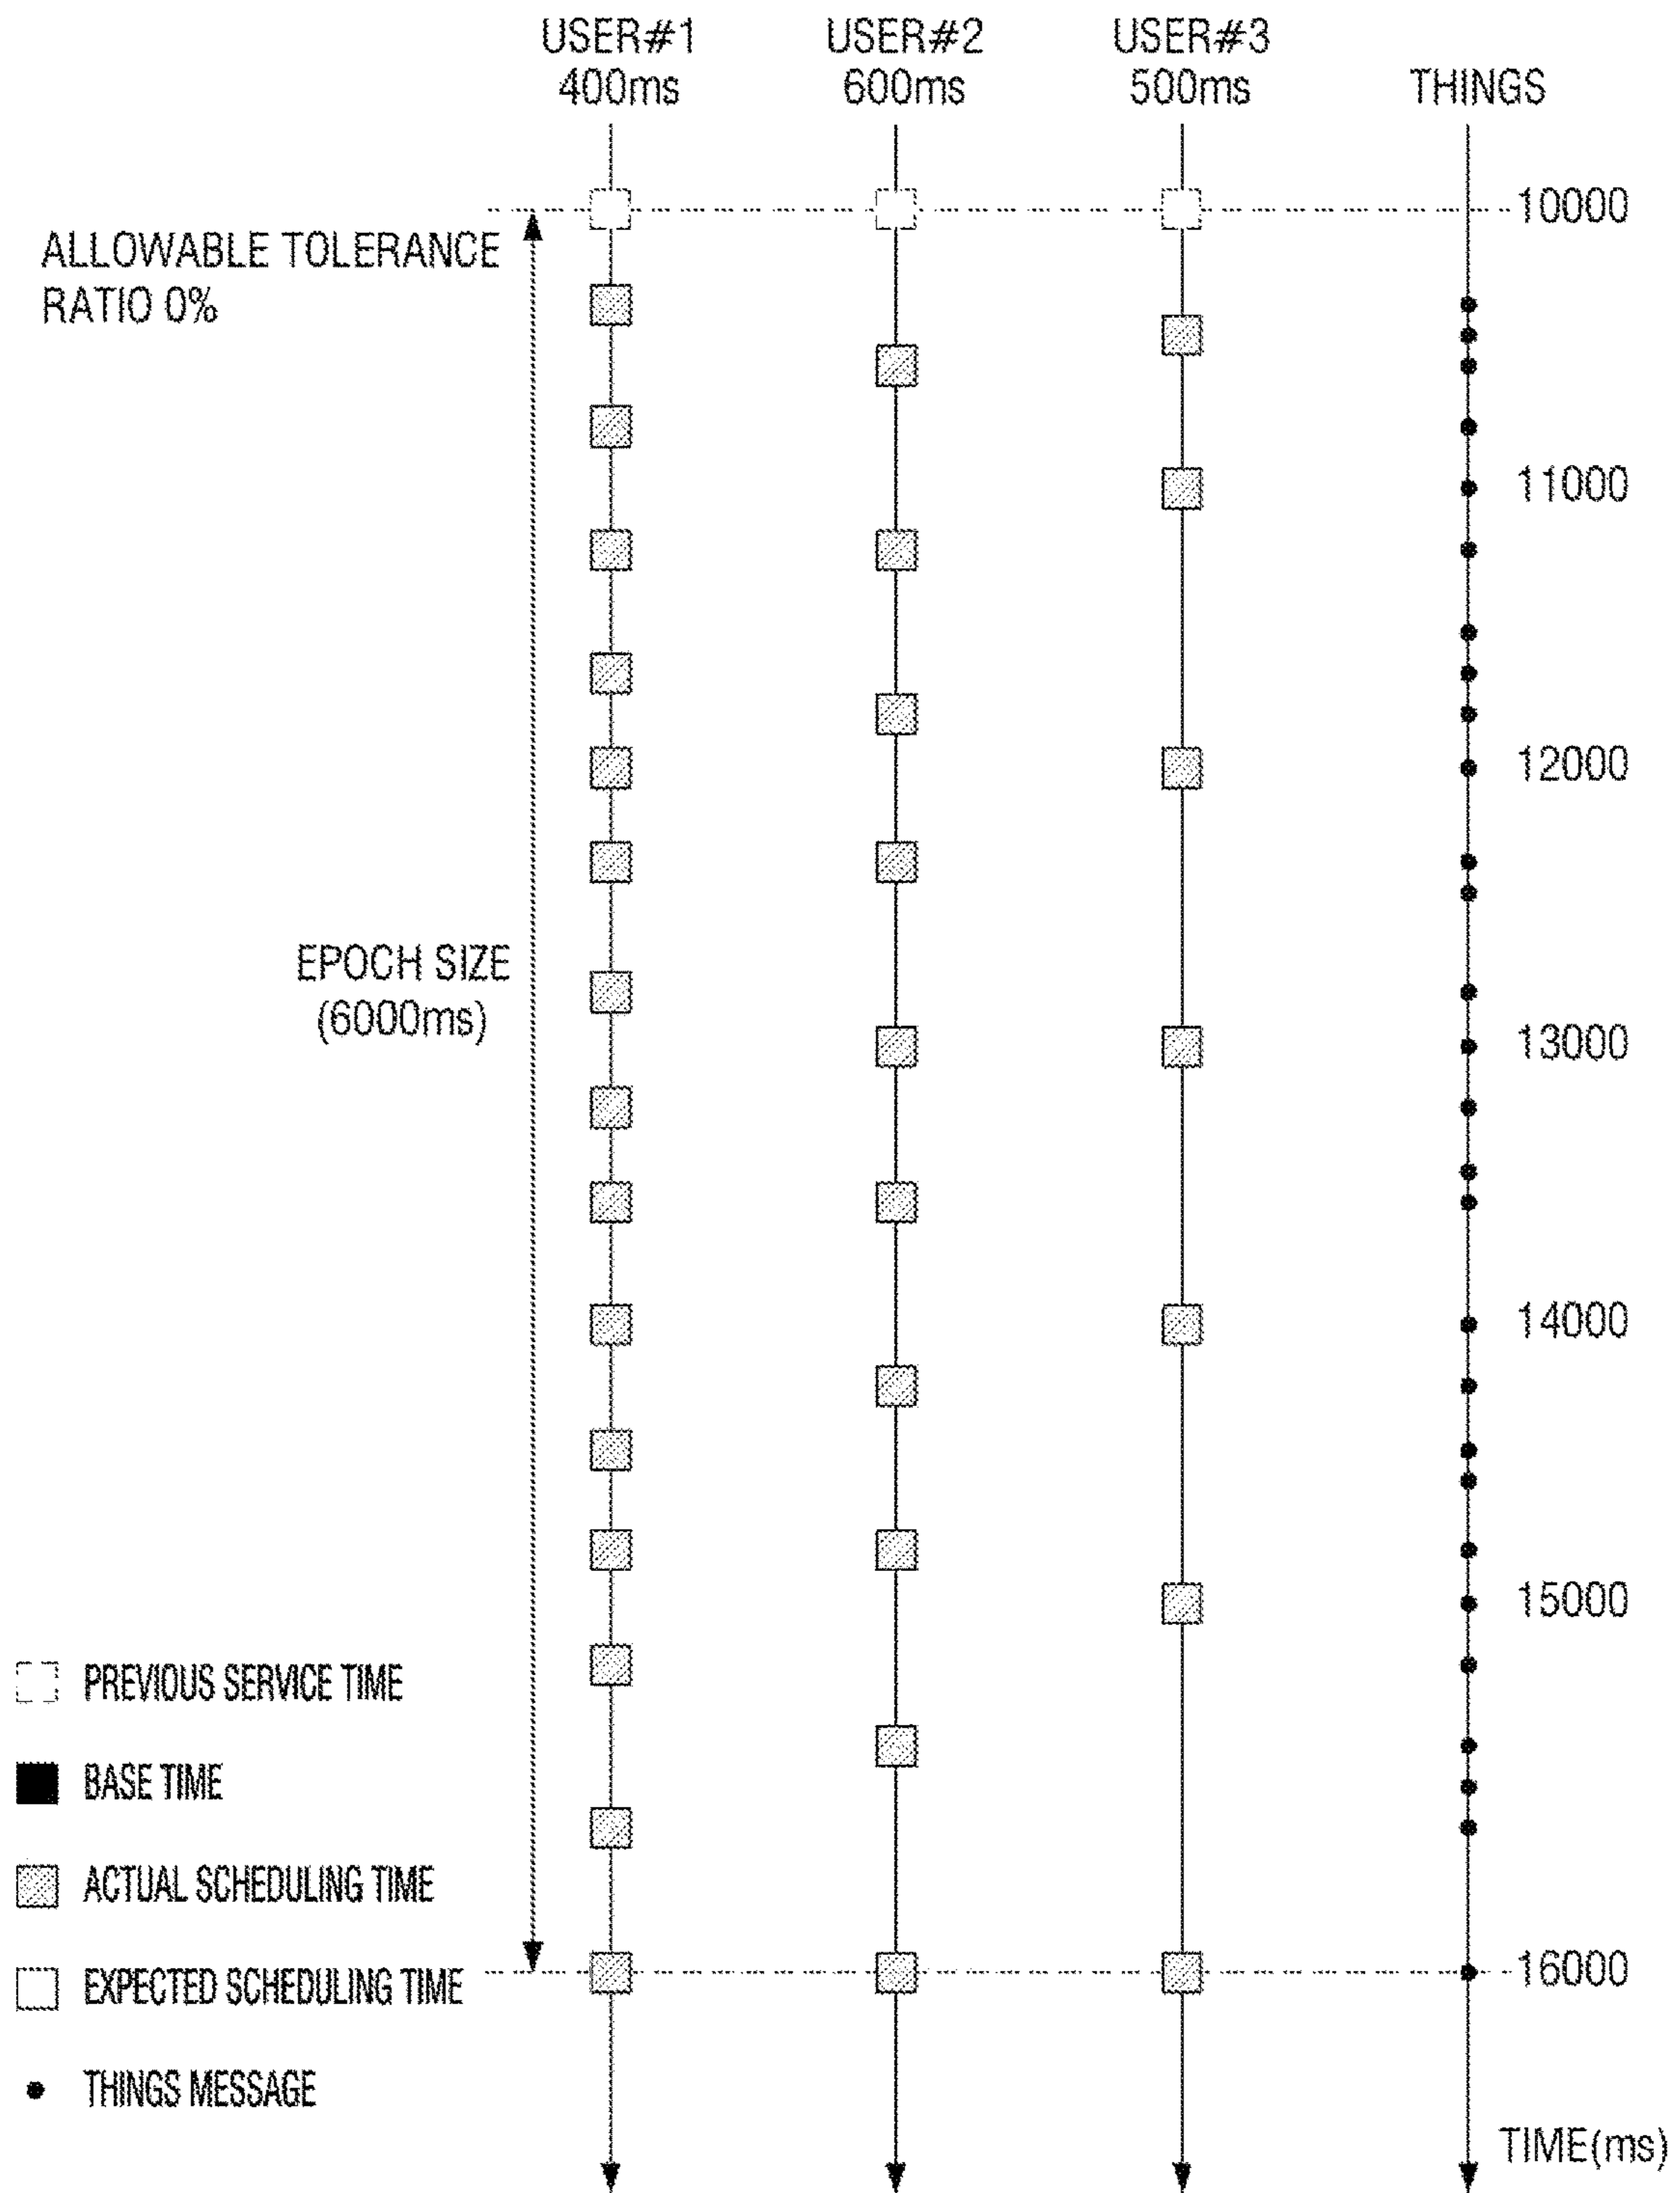 USER#1
400ms
USER#2
600ms
USER#3
500ms
THINGS
10000
ALLOWABLE TOLERANCE
RATIO 0%
11000
12000
EPOCH SIZE
(6000ms)
13000
14000
15000
PREVIOUS SERVICE TIME
BASE TIME
ACTUAL SCHEDULING TIME
EXPECTED SCHEDULING TIME
16000
THINGS MESSAGE
TIME(ms)